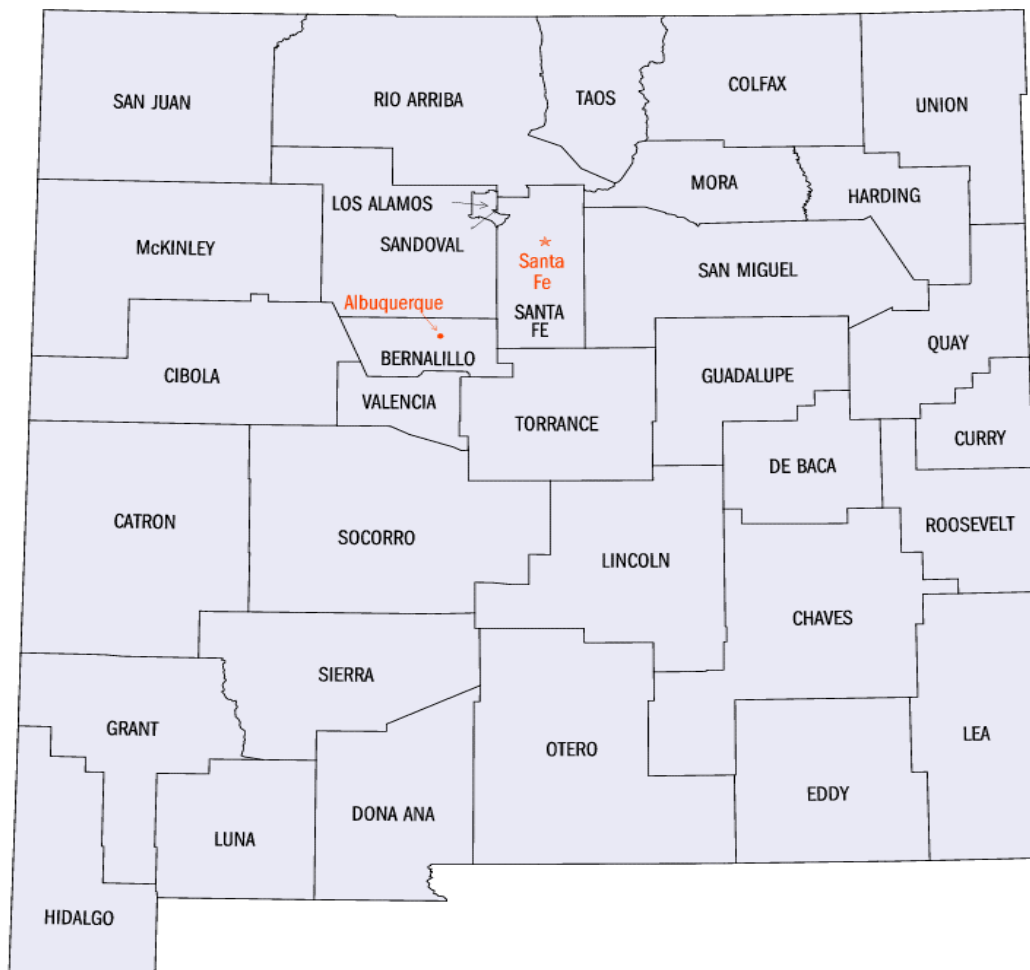 SAN JUAN
RIO ARRIBA
TAOS
COLFAX
UNION
LOS ALAMOS
MORA
HARDING
McKINLEY
SANDOVAL
Santa
Fe
SAN MIGUEL
Albuquerque
SANTA
FE
BERNALILLO
QUAY
CIBOLA
VALENCIA
GUADALUPE
TORRANCE
CURRY
DE BACA
CATRON
SOCORRO
LINCOLN
ROOSEVELT
CHAVES
SIERRA
GRANT
OTERO
LEA
LUNA
DONA ANA
EDDY
HIDALGO